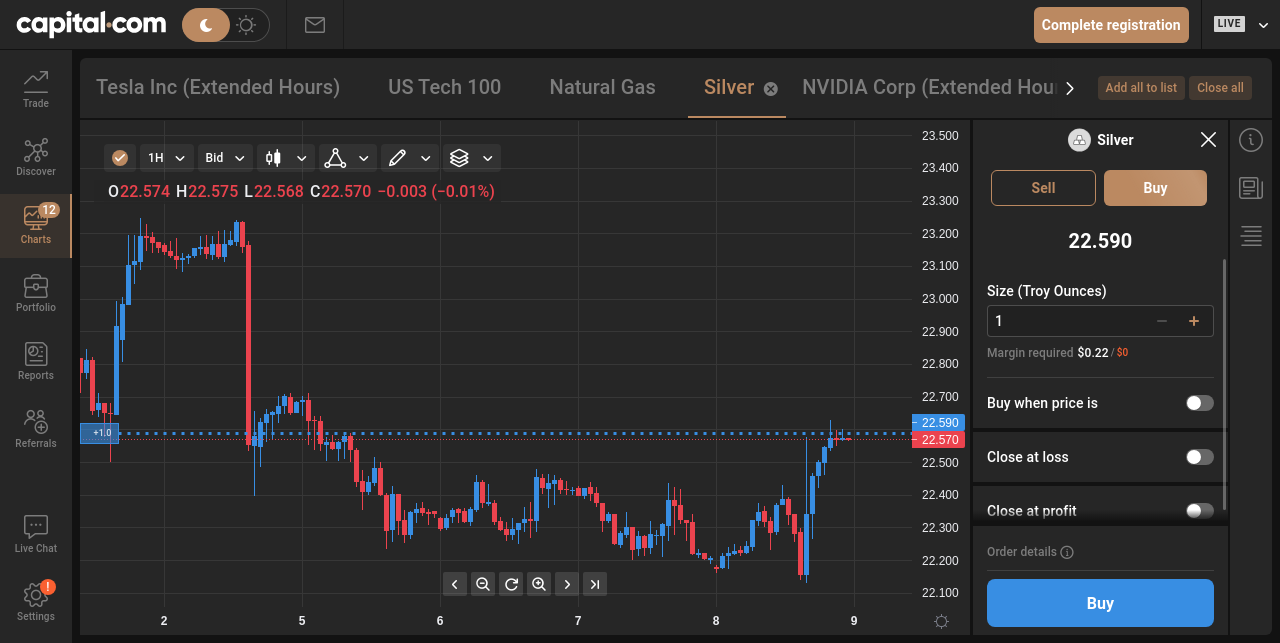 capital.com
Complete registration
LIVE
Trade
Discover
12
Charts
Portfolio
Reports
Referrals
Live Chat
!
Settings
Tesla Inc (Extended Hours)
US Tech 100
Natural Gas
Silver
NVIDIA Corp (Extended Hour
Add all to list
Close all
1H
Bid
O22.574 H22.575 L22.568 C22.570 −0.003 (−0.01%)
+1.0
23.500
23.400
23.300
23.200
23.100
23.000
22.900
22.800
22.700
22.590
22.570
22.500
22.400
22.300
22.200
22.100
2
5
6
7
8
9
Silver
Sell
Buy
22.590
Size (Troy Ounces)
1
Margin required $0.22 / $0
Buy when price is
Close at loss
Close at profit
Order details
Buy